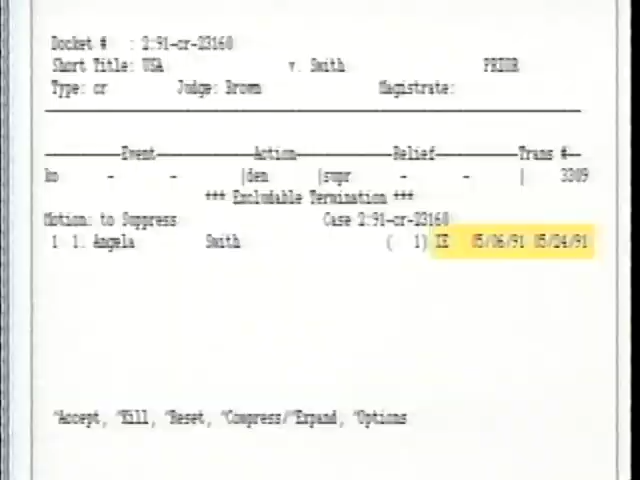 Docket # : 2:91-cr-23160
Short Title: USA v. Smith PRIOR
Type: cr Judge: Brown Magistrate:
Event Action Relief Trans #
ko - - |den |supr - - | 3309
*** Excludable Termination ***
Motion: to Suppress Case 2:91-cr-23160
1 1. Angela Smith ( 1) XE 05/06/91 05/24/91
^Accept, ^Kill, ^Reset, ^Compress/^Expand, ^Options